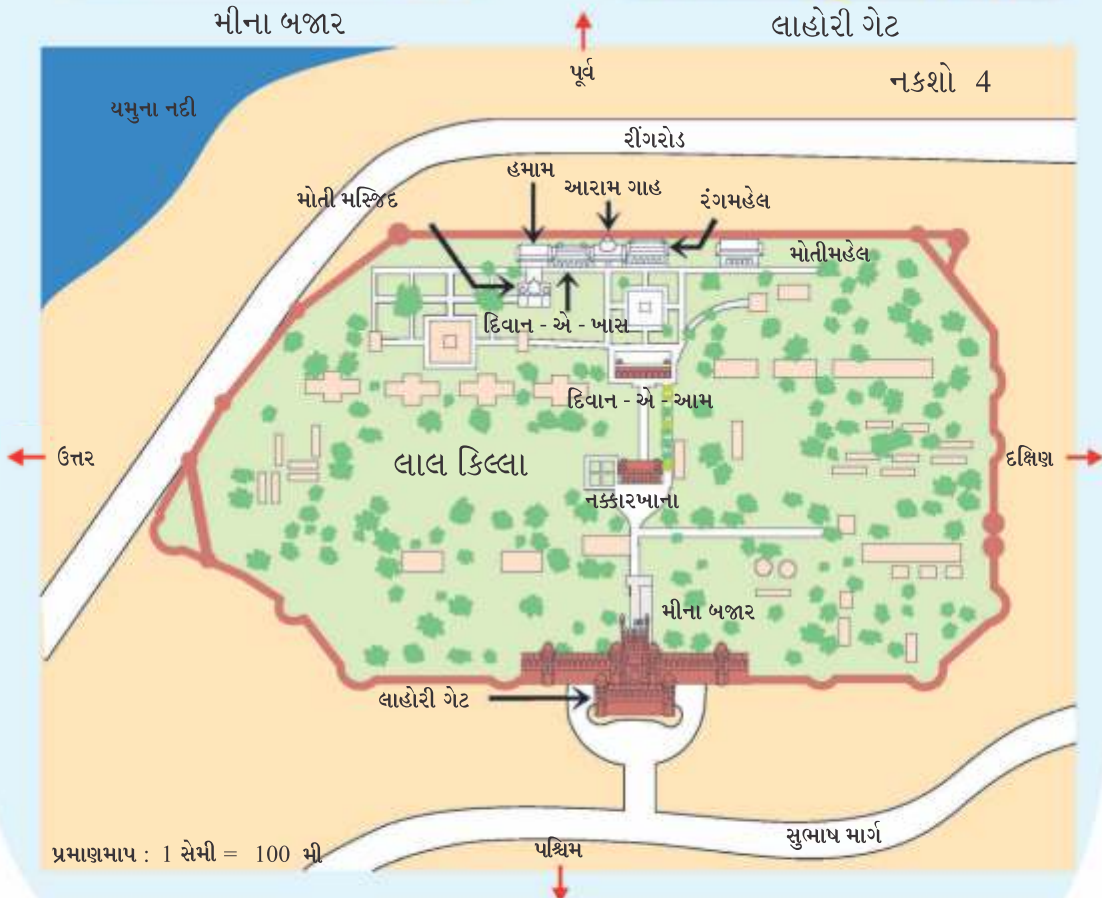 મીના બજાર
લાહોરી ગેટ
પૂર્વ
નકશો 4
યમુના નદી
રીંગરોડ
હમામ
આરામ ગાહ
મોતી મસ્જિદ
રંગમહેલ
મોતીમહેલ
દિવાન - એ - ખાસ
દિવાન - એ - આમ
ઉત્તર
લાલ કિલ્લા
દક્ષિણ
નક્કારખાના
મીના બજાર
લાહોરી ગેટ
સુભાષ માર્ગ
પ્રમાણમાપ : 1 સેમી = 100 મી
પશ્ચિમ